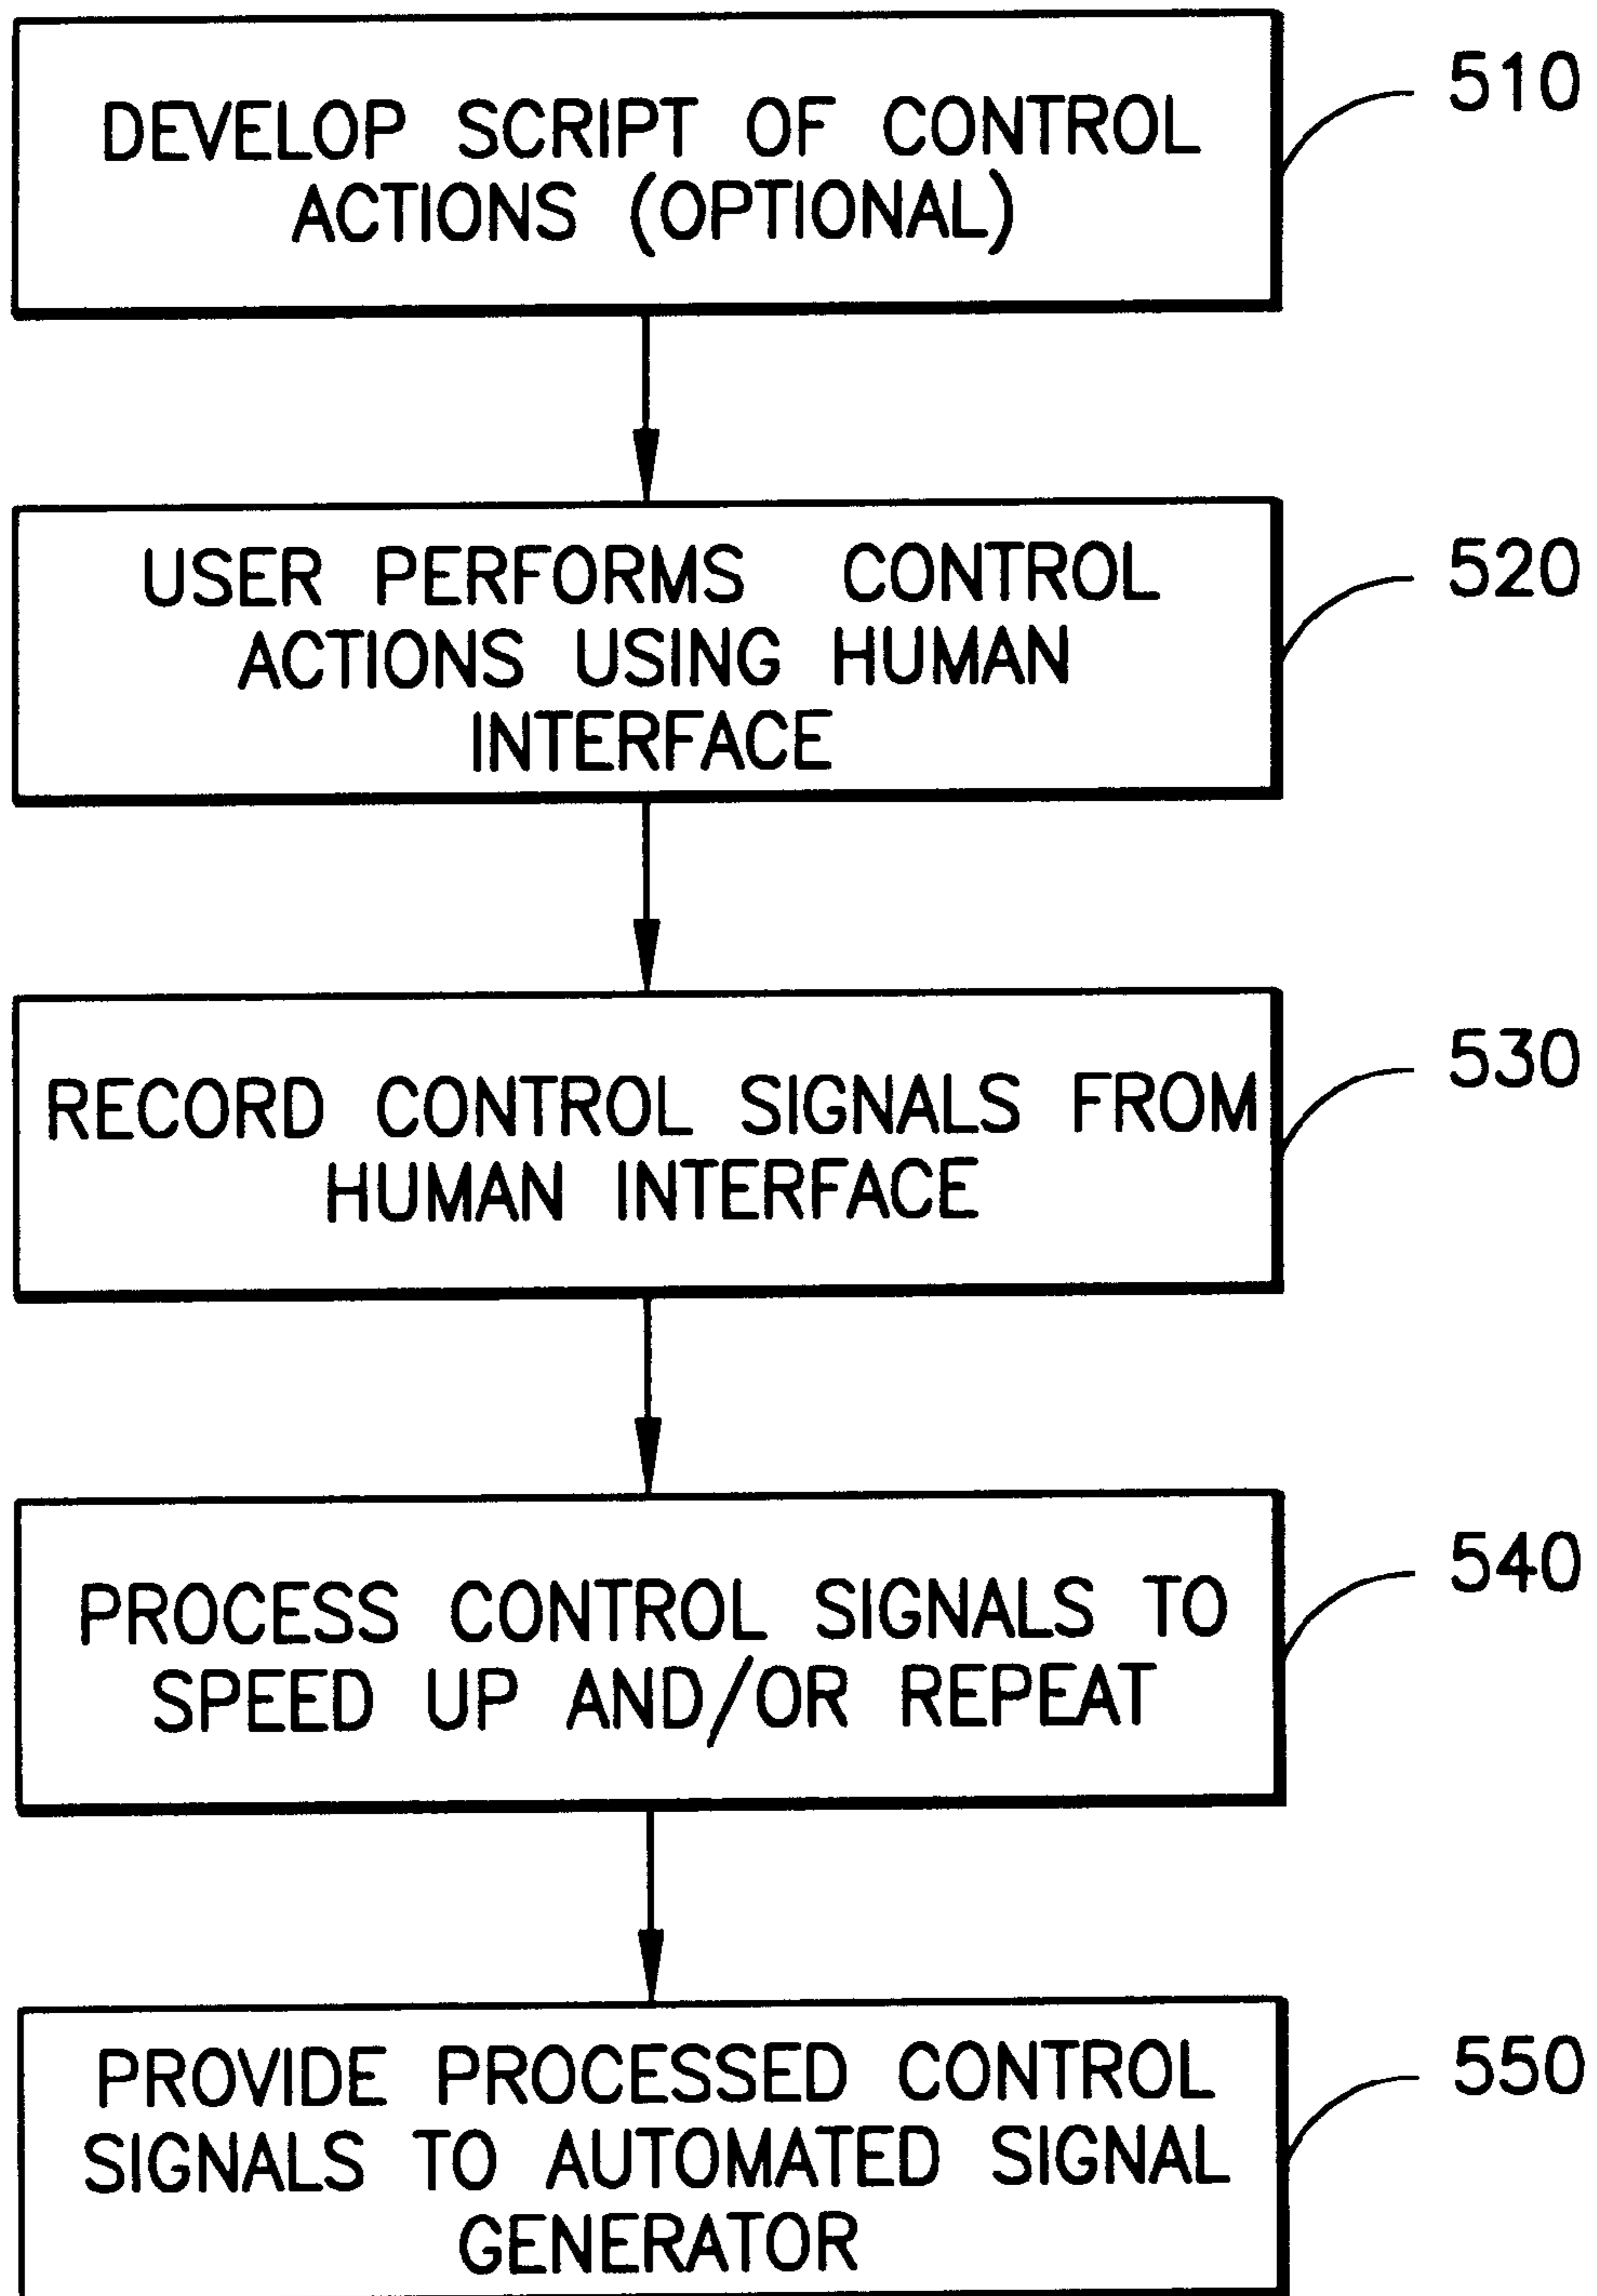 DEVELOP SCRIPT OF CONTROL
ACTIONS (OPTIONAL)
510
USER PERFORMS CONTROL
ACTIONS USING HUMAN
INTERFACE
520
RECORD CONTROL SIGNALS FROM
HUMAN INTERFACE
530
PROCESS CONTROL SIGNALS TO
SPEED UP AND/OR REPEAT
540
PROVIDE PROCESSED CONTROL
SIGNALS TO AUTOMATED SIGNAL
GENERATOR
550